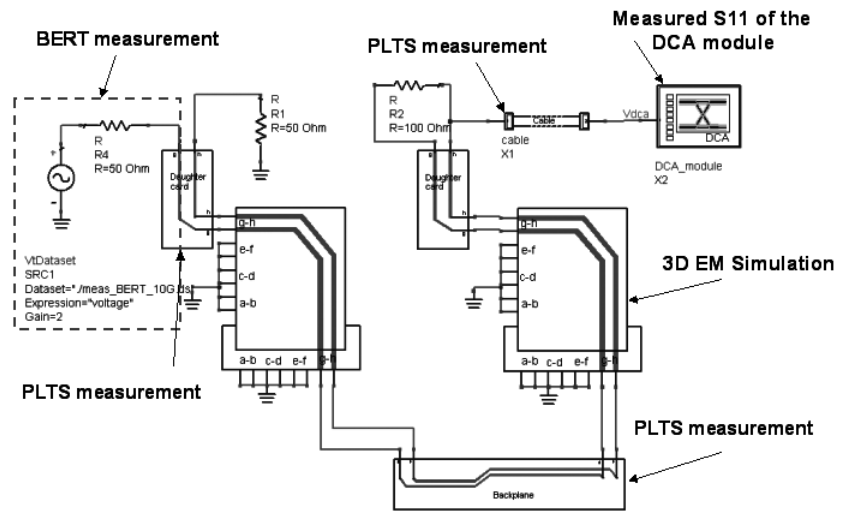 BERT measurement
PLTS measurement
Measured S11 of the
DCA module
R
R4
R=50 Ohm
R
R1
R=50 Ohm
R
R2
R=100 Ohm
Cable
cable
X1
Vdca
DCA
DCA_module
X2
Daughter
card
g
h
h
g
Daughter
card
g
h
h
g
+
-
VtDataset
SRC1
Dataset="./meas_BERT_10G.ds
Expression="voltage"
Gain=2
g-h
e-f
c-d
a-b
a-b c-d e-f g-h
g-h
e-f
c-d
a-b
a-b c-d e-f g-h
3D EM Simulation
PLTS measurement
PLTS measurement
Backplane